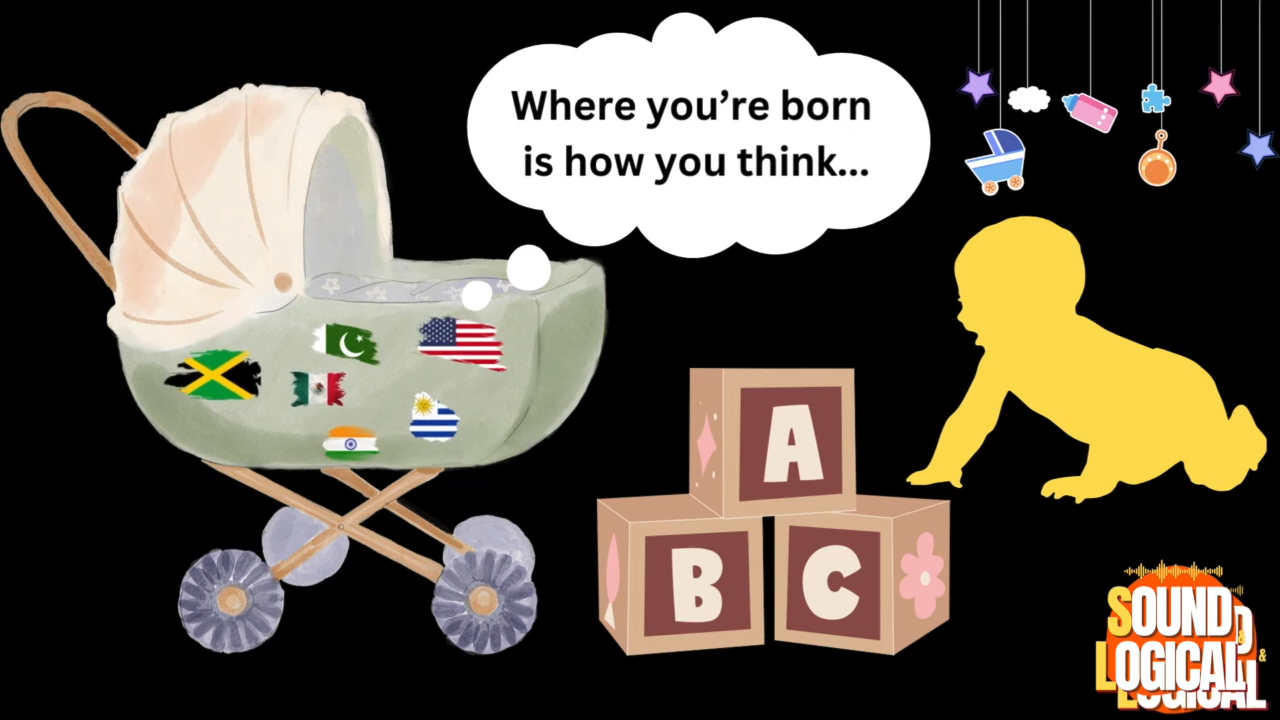 Where you’re born
is how you think...
A
B C
SOUND
&
LOGICAL